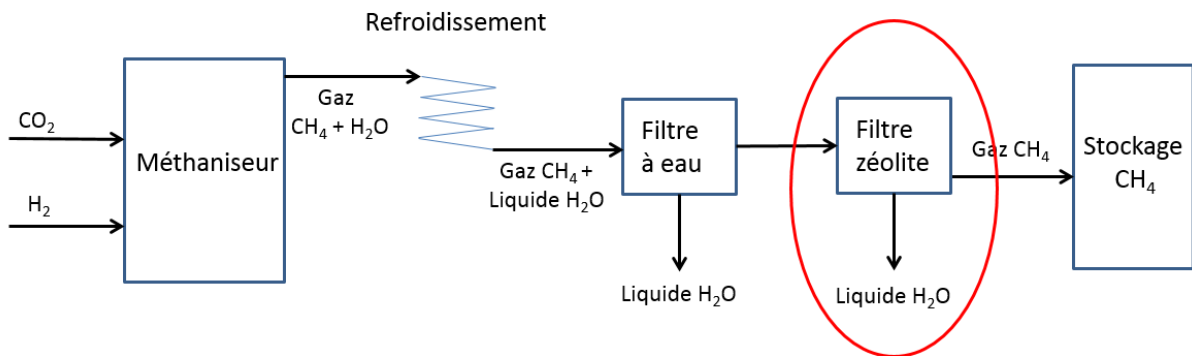 Refroidissement
CO₂
H₂
Méthaniseur
Gaz
CH₄ + H₂O
Gaz CH₄ +
Liquide H₂O
Filtre
à eau
Liquide H₂O
Filtre
zéolite
Liquide H₂O
Gaz CH₄
Stockage
CH₄